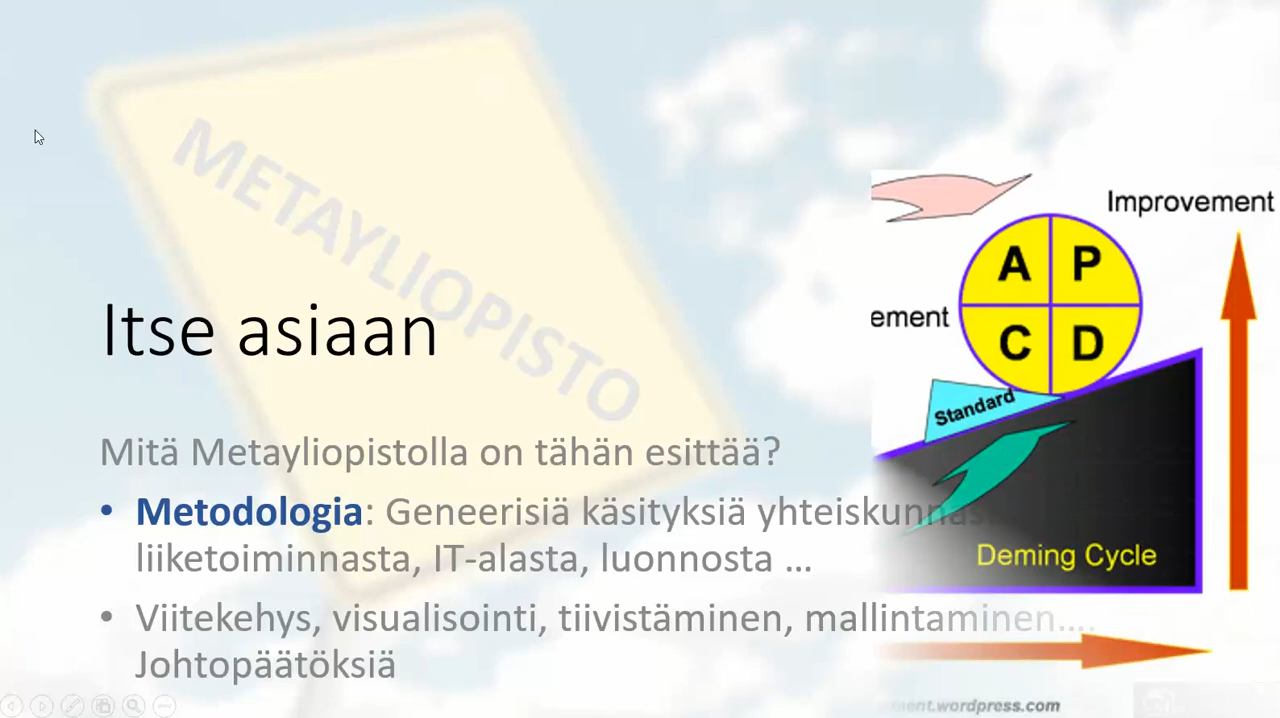 METAYLIOPISTO
Improvement
A P
ement
C D
Standard
Itse asiaan
Mitä Metayliopistolla on tähän esittää?
• Metodologia: Geneerisiä käsityksiä yhteiskunnasta,
liiketoiminnasta, IT-alasta, luonnosta ...
Deming Cycle
• Viitekehys, visualisointi, tiivistäminen, mallintaminen....
Johtopäätöksiä
ment.wordpress.com